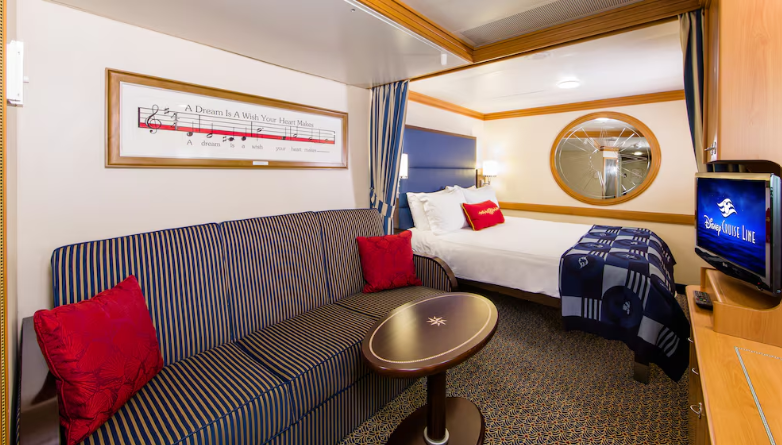 A Dream Is A Wish Your Heart Makes
A dream is a wish your heart makes
Disney Cruise Line